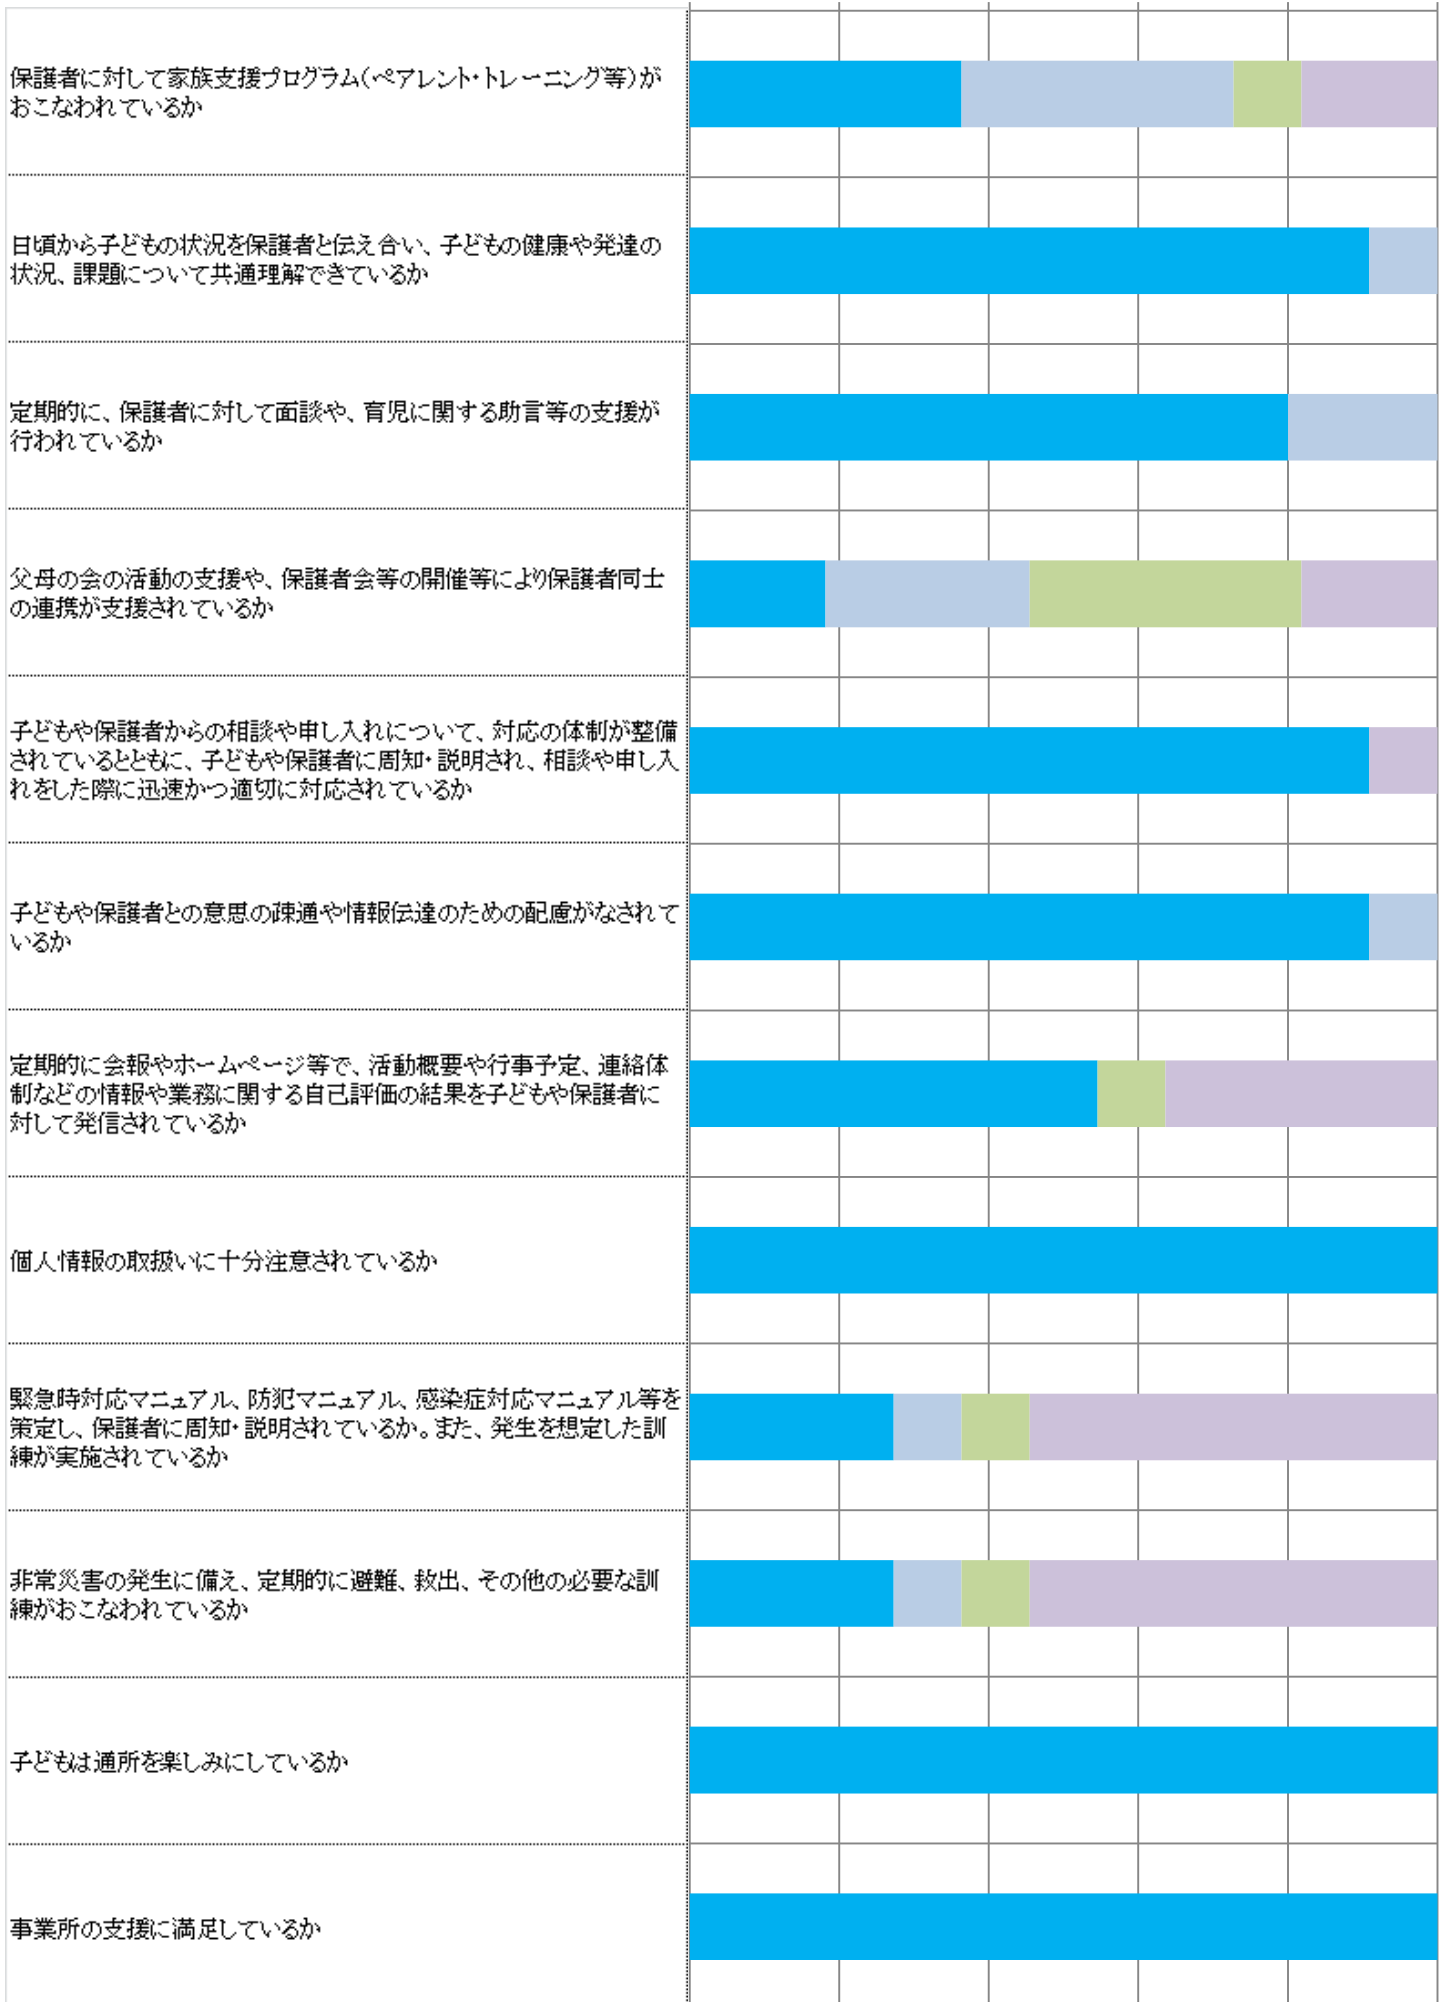 保護者に対して家族支援プログラム(ペアレント・トレーニング等)が
おこなわれているか
日頃から子どもの状況を保護者と伝え合い、子どもの健康や発達の
状況、課題について共通理解できているか
定期的に、保護者に対して面談や、育児に関する助言等の支援が
行われているか
父母の会の活動の支援や、保護者会等の開催等により保護者同士
の連携が支援されているか
子どもや保護者からの相談や申し入れについて、対応の体制が整備
されているとともに、子どもや保護者に周知・説明され、相談や申し入
れをした際に迅速かつ適切に対応されているか
子どもや保護者との意思の疎通や情報伝達のための配慮がなされて
いるか
定期的に会報やホームページ等で、活動概要や行事予定、連絡体
制などの情報や業務に関する自己評価の結果を子どもや保護者に
対して発信されているか
個人情報の取扱いに十分注意されているか
緊急時対応マニュアル、防犯マニュアル、感染症対応マニュアル等を
策定し、保護者に周知・説明されているか。また、発生を想定した訓
練が実施されているか
非常災害の発生に備え、定期的に避難、救出、その他の必要な訓
練がおこなわれているか
子どもは通所を楽しみにしているか
事業所の支援に満足しているか